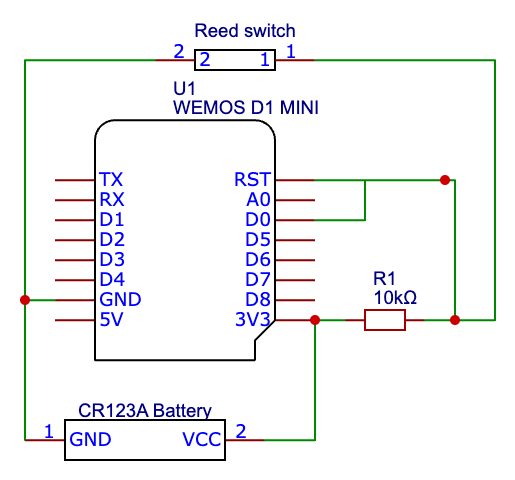 Reed switch
2 2 1 1
U1
WEMOS D1 MINI
TX RST
RX A0
D1 D0
D2 D5
D3 D6
D4 D7
GND D8
5V 3V3
R1
10kΩ
CR123A Battery
1 GND VCC 2